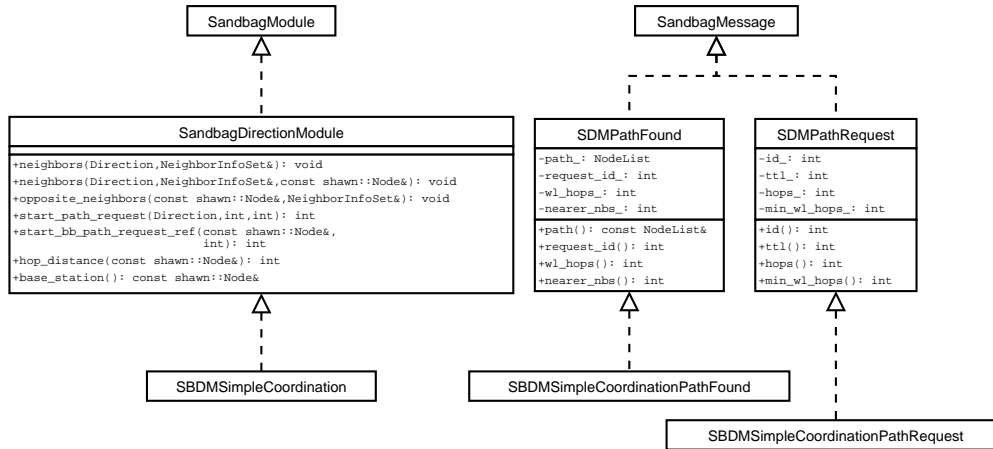 SandbagModule
SandbagMessage
SandbagDirectionModule
+neighbors(Direction,NeighborInfoSet&): void
+neighbors(Direction,NeighborInfoSet&,const shawn::Node&): void
+opposite_neighbors(const shawn::Node&,NeighborInfoSet&): void
+start_path_request(Direction,int,int): int
+start_bb_path_request_ref(const shawn::Node&,
int): int
+hop_distance(const shawn::Node&): int
+base_station(): const shawn::Node&
SDMPathFound
-path_: NodeList
-request_id_: int
-wl_hops_: int
-nearer_nbs_: int
+path(): const NodeList&
+request_id(): int
+wl_hops(): int
+nearer_nbs(): int
SDMPathRequest
-id_: int
-ttl_: int
-hops_: int
-min_wl_hops_: int
+id(): int
+ttl(): int
+hops(): int
+min_wl_hops(): int
SBDMSimpleCoordination
SBDMSimpleCoordinationPathFound
SBDMSimpleCoordinationPathRequest